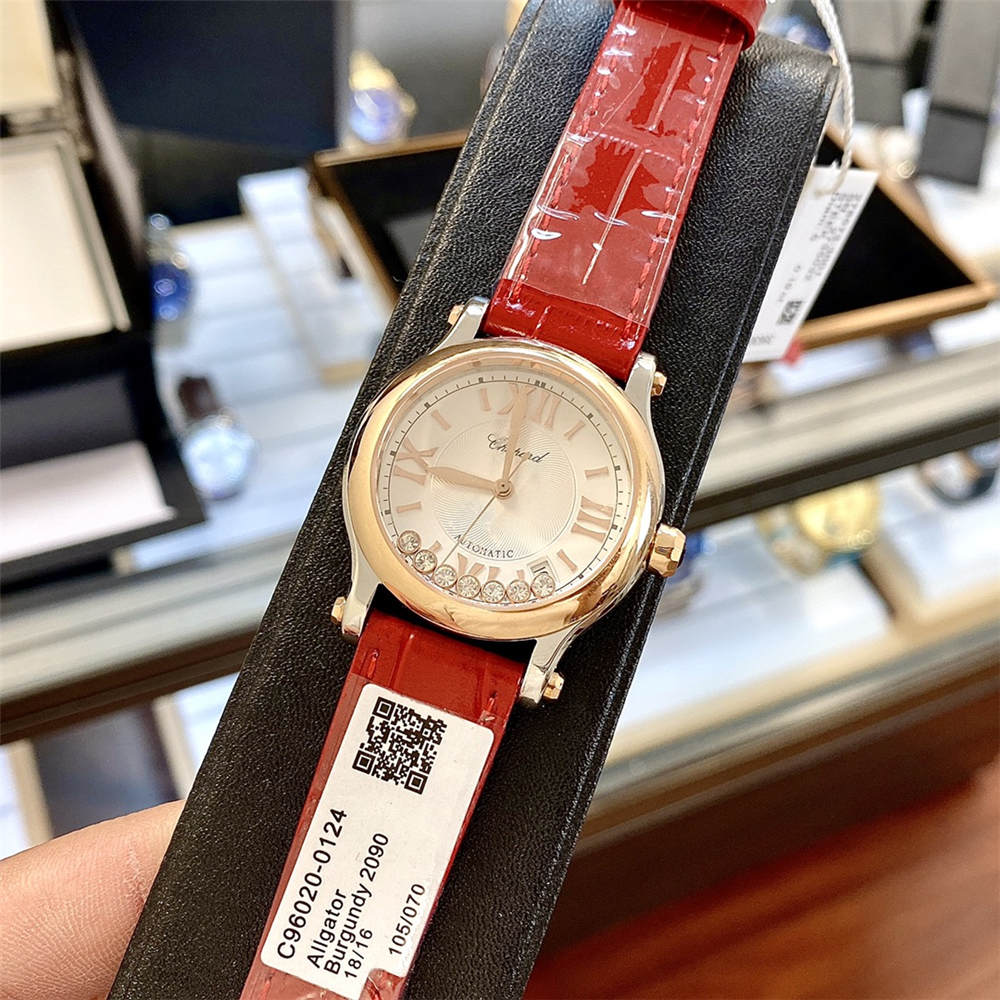 Chopard
AUTOMATIC
C96020-0124
Alligator
Burgundy 2090
18/16
105/070